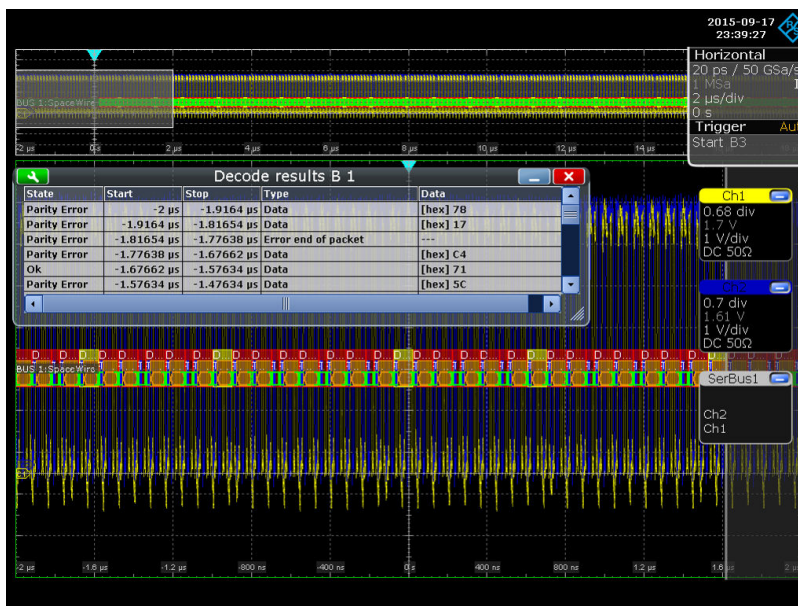 2015-09-17
23:39:27
Horizontal
20 ps / 50 GSa/s
1 MSa
2 µs/div
0 s
Trigger Aut
Start B3
BUS 1:SpaceWire
-2 µs 0 s 2 µs 4 µs 6 µs 8 µs 10 µs 12 µs 14 µs
Decode results B 1
State Start Stop Type Data
Parity Error -2 µs -1.9164 µs Data [hex] 78
Parity Error -1.9164 µs -1.81654 µs Data [hex] 17
Parity Error -1.81654 µs -1.77638 µs Error end of packet ---
Parity Error -1.77638 µs -1.67662 µs Data [hex] C4
Ok -1.67662 µs -1.57634 µs Data [hex] 71
Parity Error -1.57634 µs -1.47634 µs Data [hex] 5C
Ch1
0.68 div
1.7 V
1 V/div
DC 50Ω
Ch2
0.7 div
1.61 V
1 V/div
DC 50Ω
D... D... D... D... D... D... D... D... D... D... D... D... D... D... D... D... D... D... D... D... D... D... D... D...
BUS 1:SpaceWire
SerBus1
Ch2
Ch1
C1
-2 µs -1.6 µs -1.2 µs -800 ns -400 ns 0 s 400 ns 800 ns 1.2 µs 1.6 µs 2 µs